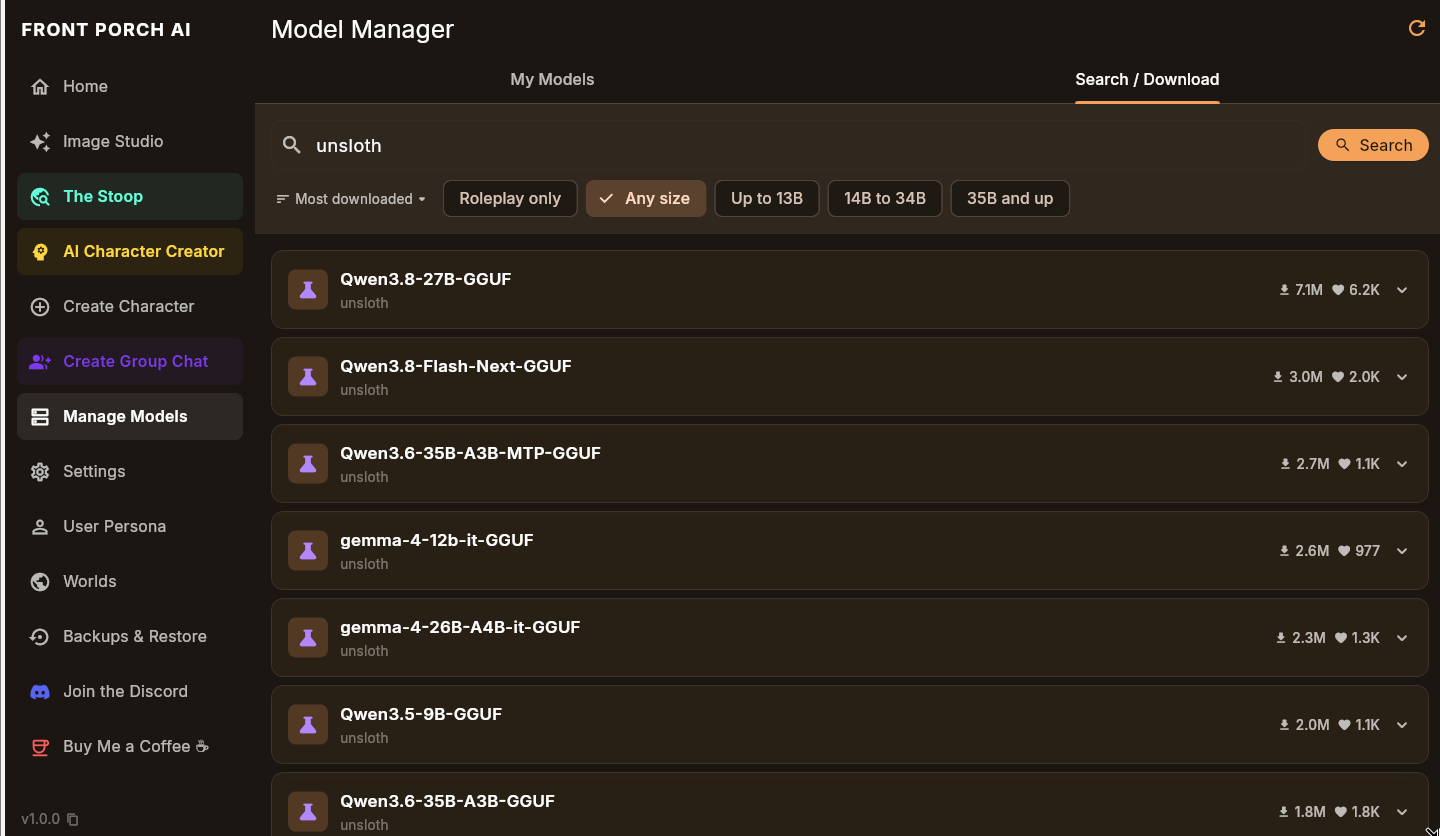 FRONT PORCH AI
Home
Image Studio
The Stoop
AI Character Creator
Create Character
Create Group Chat
Manage Models
Settings
User Persona
Worlds
Backups & Restore
Join the Discord
Buy Me a Coffee ☕
v1.0.0
Model Manager
My Models
Search / Download
unsloth
Search
Most downloaded
Roleplay only
Any size
Up to 13B
14B to 34B
35B and up
Qwen3.8-27B-GGUF
unsloth
7.1M 6.2K
Qwen3.8-Flash-Next-GGUF
unsloth
3.0M 2.0K
Qwen3.6-35B-A3B-MTP-GGUF
unsloth
2.7M 1.1K
gemma-4-12b-it-GGUF
unsloth
2.6M 977
gemma-4-26B-A4B-it-GGUF
unsloth
2.3M 1.3K
Qwen3.5-9B-GGUF
unsloth
2.0M 1.1K
Qwen3.6-35B-A3B-GGUF
unsloth
1.8M 1.8K